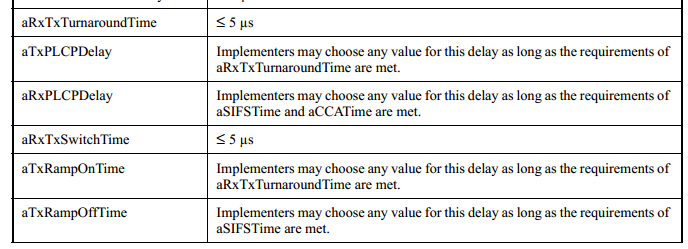 aRxTxTurnaroundTime ≤ 5 µs
aTxPLCPDelay Implementers may choose any value for this delay as long as the requirements of
aRxTxTurnaroundTime are met.
aRxPLCPDelay Implementers may choose any value for this delay as long as the requirements of
aSIFSTime and aCCATime are met.
aRxTxSwitchTime ≤ 5 µs
aTxRampOnTime Implementers may choose any value for this delay as long as the requirements of
aRxTxTurnaroundTime are met.
aTxRampOffTime Implementers may choose any value for this delay as long as the requirements of
aSIFSTime are met.